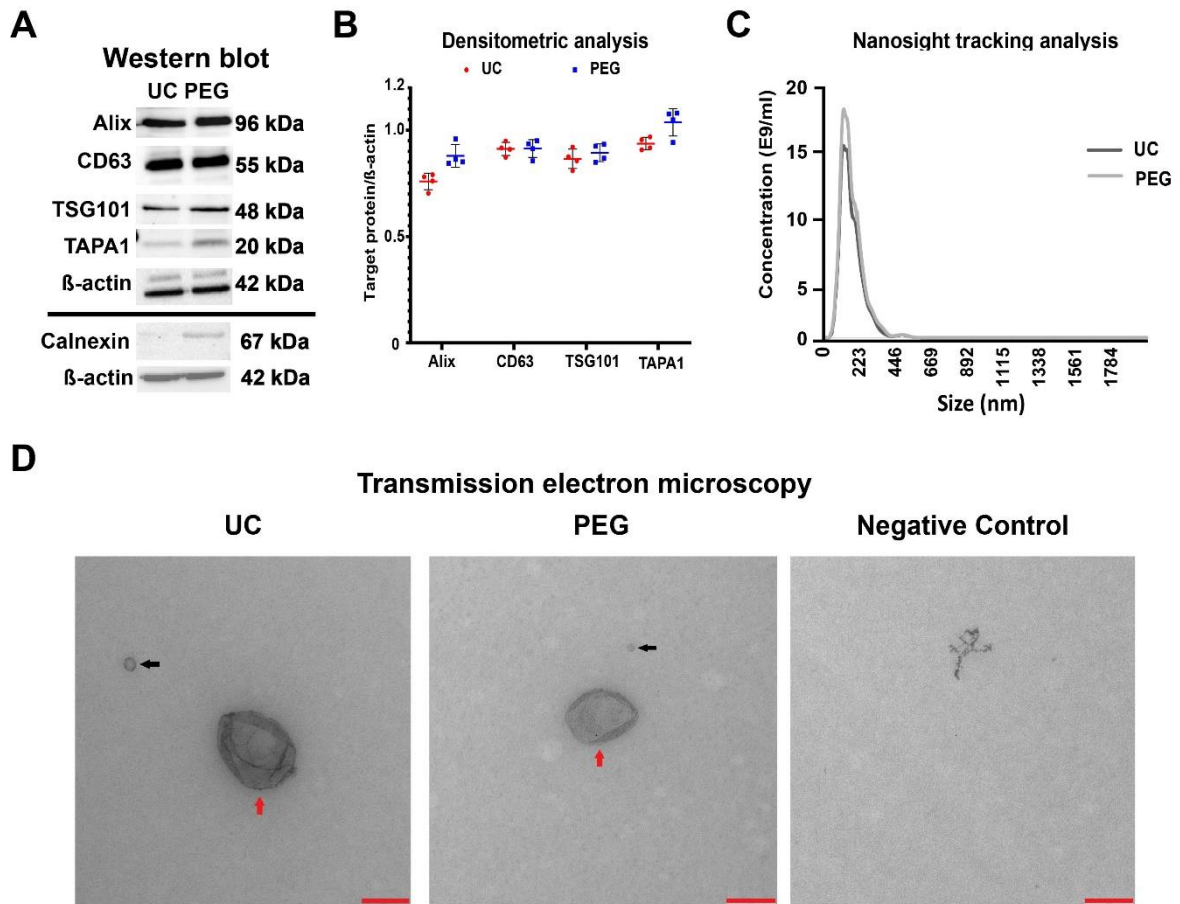 A
Western blot
UC PEG
Alix 96 kDa
CD63 55 kDa
TSG101 48 kDa
TAPA1 20 kDa
ß-actin 42 kDa
Calnexin 67 kDa
ß-actin 42 kDa
B
Densitometric analysis
UC PEG
Target protein/ß-actin
1.2
1.0
0.5
0
Alix CD63 TSG101 TAPA1
C
Nanosight tracking analysis
Concentration (E9/ml)
20
15
10
5
0
UC
PEG
0 223 446 669 892 1115 1338 1561 1784
Size (nm)
D
Transmission electron microscopy
UC PEG Negative Control